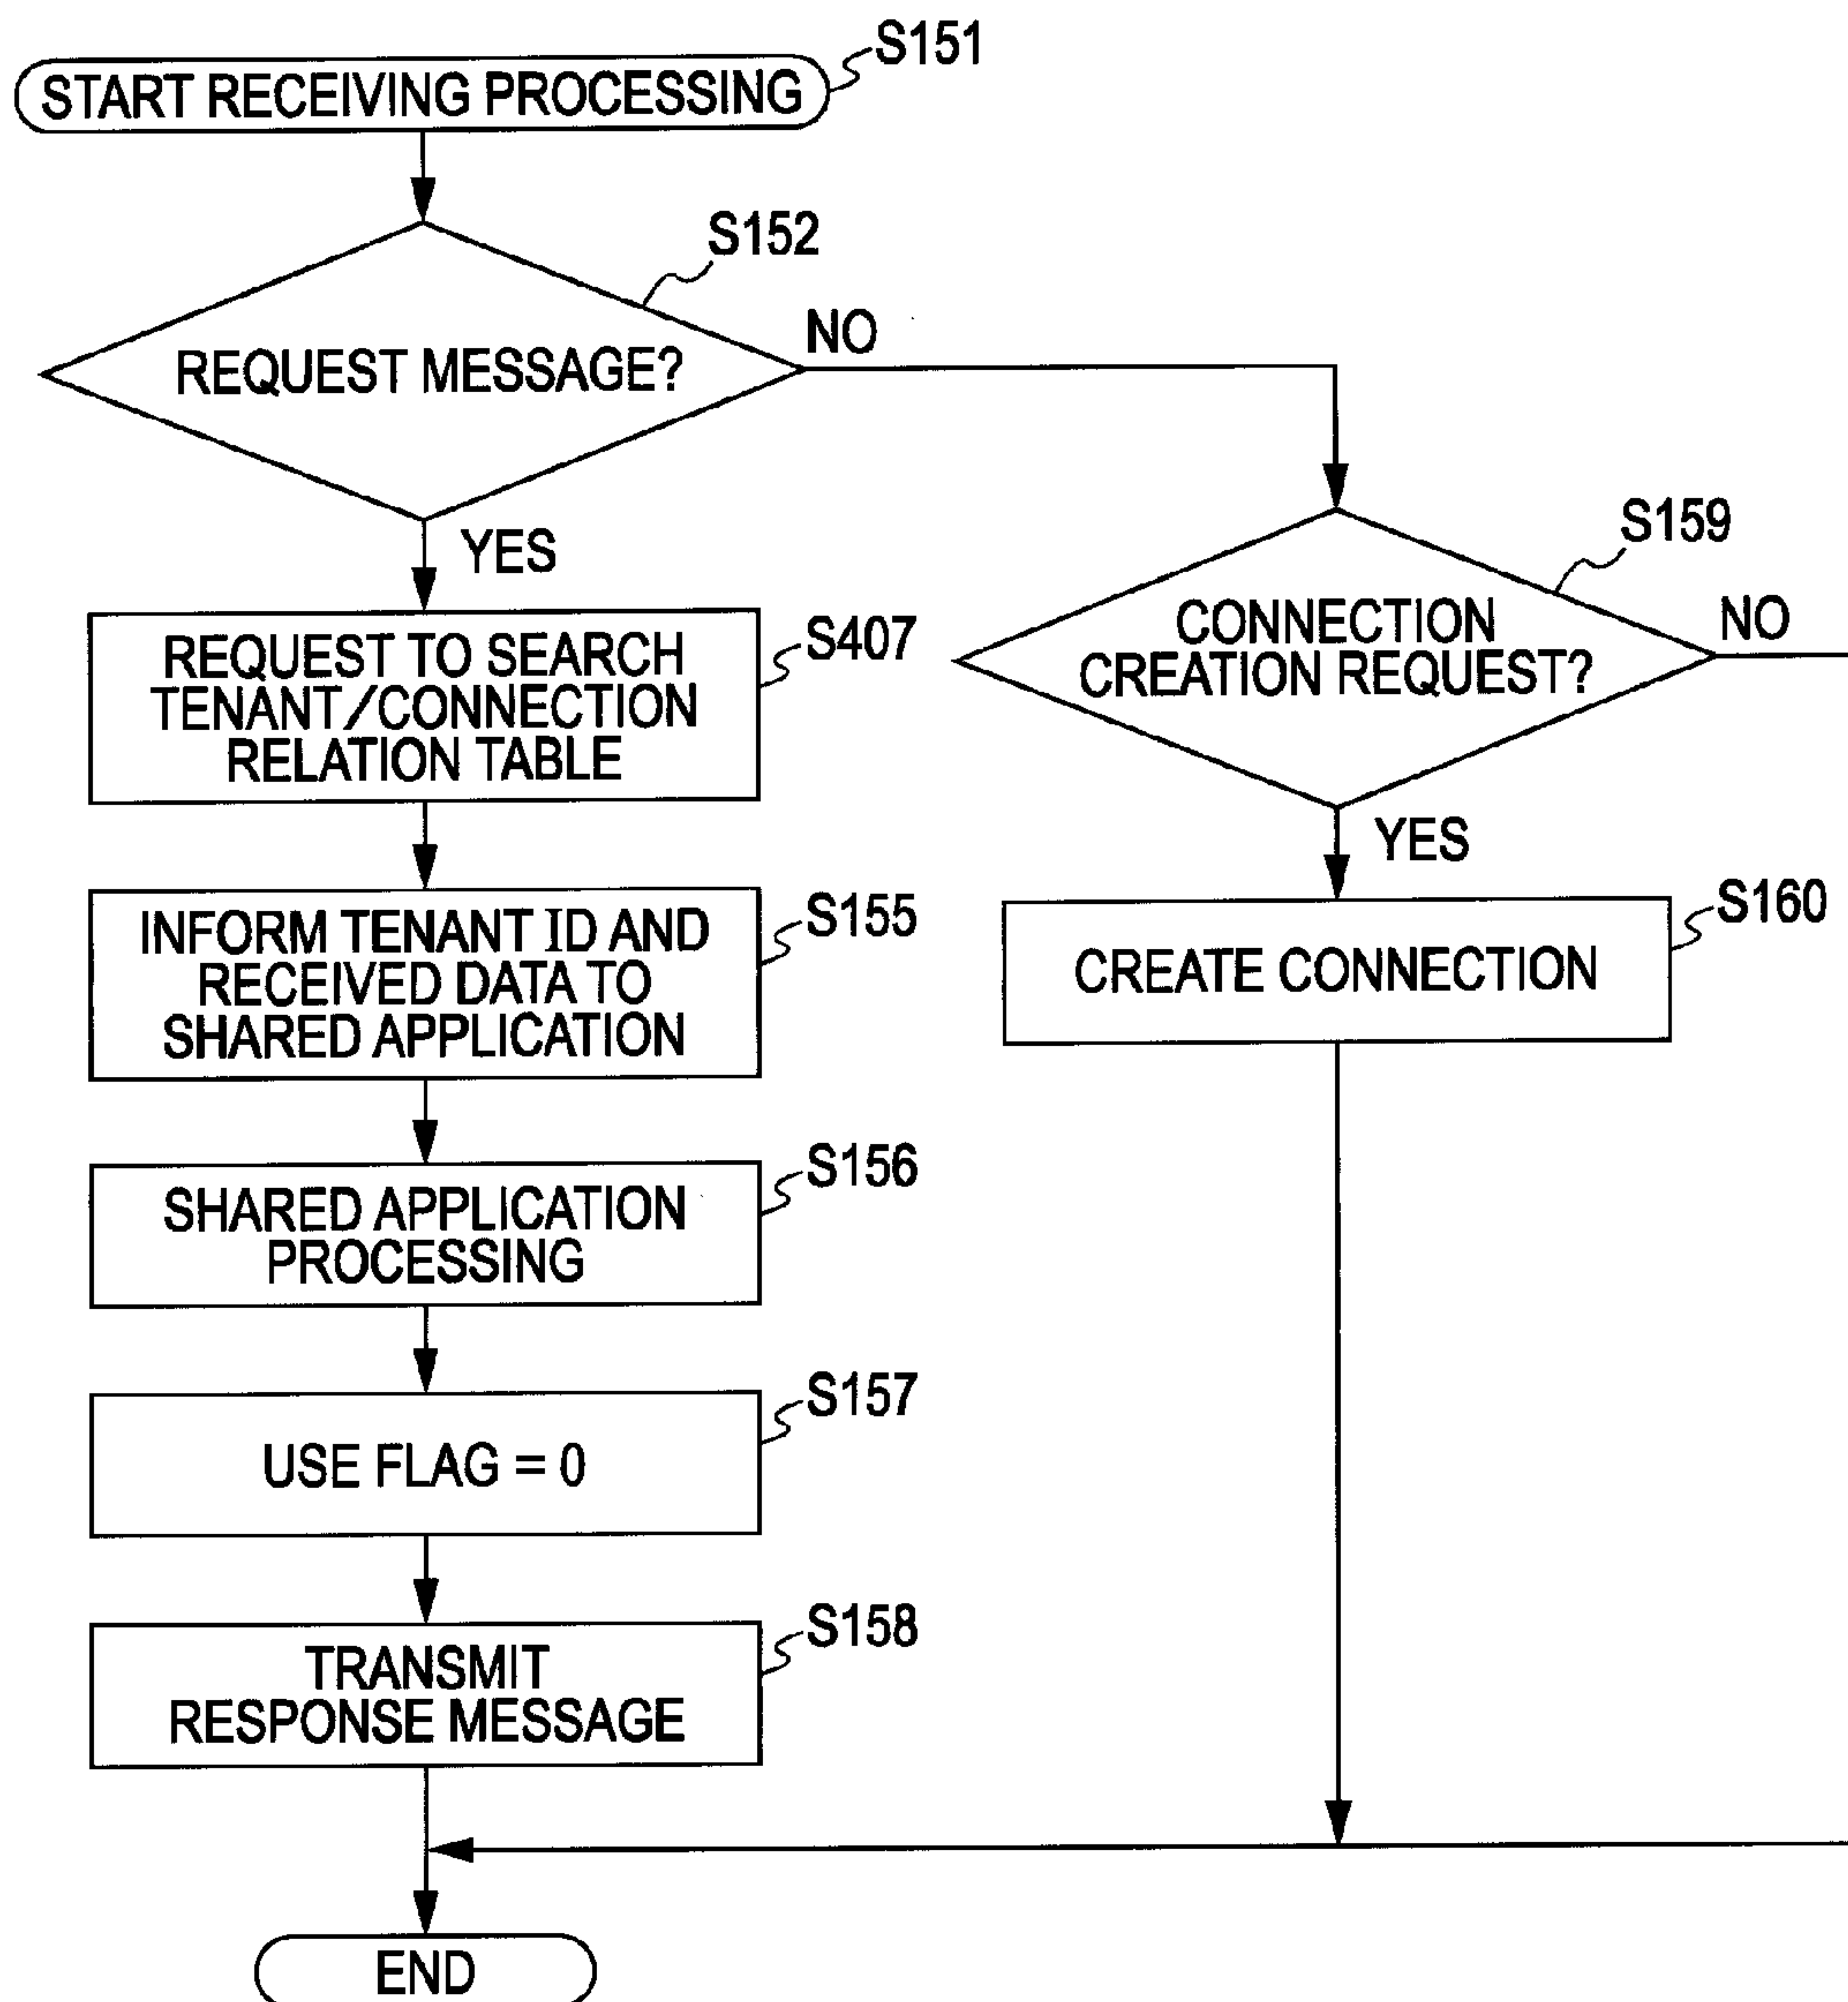 S151
START RECEIVING PROCESSING
S152
REQUEST MESSAGE?
NO
YES
S407
REQUEST TO SEARCH
TENANT/CONNECTION
RELATION TABLE
S155
INFORM TENANT ID AND
RECEIVED DATA TO
SHARED APPLICATION
S156
SHARED APPLICATION
PROCESSING
S157
USE FLAG = 0
S158
TRANSMIT
RESPONSE MESSAGE
END
S159
CONNECTION
CREATION REQUEST?
NO
YES
S160
CREATE CONNECTION